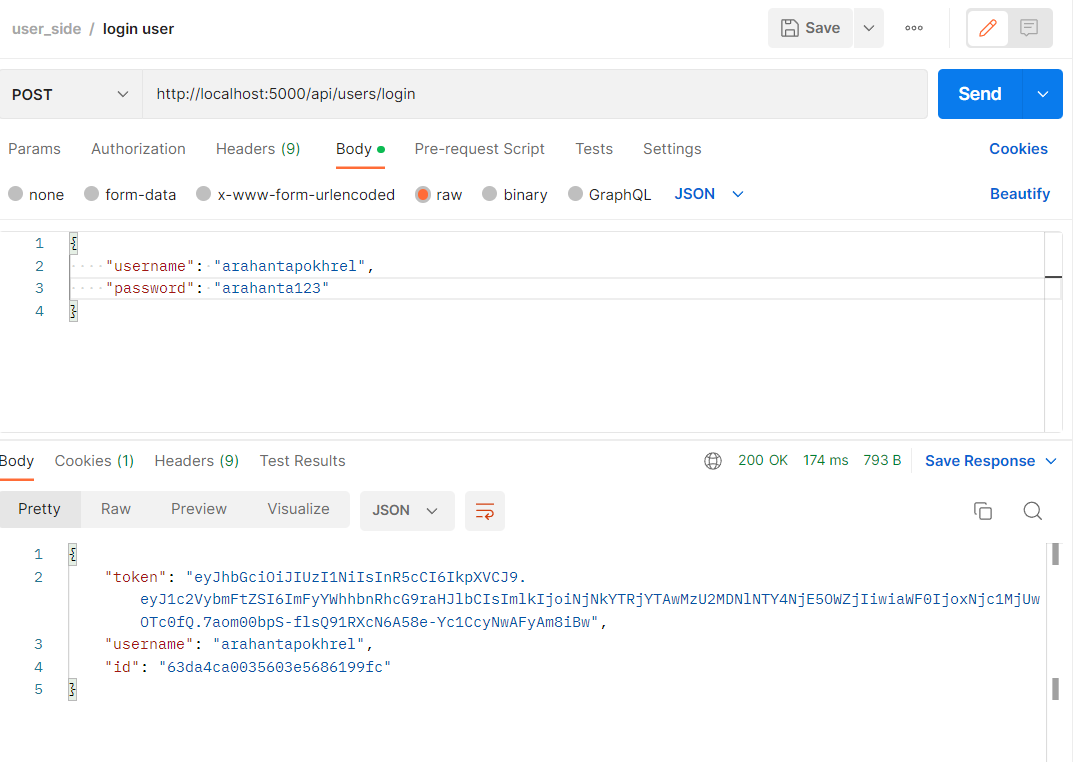 user_side / login user
Save
POST
http://localhost:5000/api/users/login
Send
Params Authorization Headers (9) Body Pre-request Script Tests Settings Cookies
none form-data x-www-form-urlencoded raw binary GraphQL JSON Beautify
1 {
2 "username": "arahantapokhrel",
3 "password": "arahanta123"
4 }
Body Cookies (1) Headers (9) Test Results 200 OK 174 ms 793 B Save Response
Pretty Raw Preview Visualize JSON
1 {
2 "token": "eyJhbGciOiJIUzI1NiIsInR5cCI6IkpXVCJ9.
eyJ1c2VybmFtZSI6ImFyYWhhbnRhcG9raHJlbCIsImlkIjoiNjNkYTRjYTAwMzU2MDNlNTY4NjE5OWZjIiwiaWF0IjoxNjc1MjUw
OTc0fQ.7aom00bpS-flsQ91RXcN6A58e-Yc1CcyNwAFyAm8iBw",
3 "username": "arahantapokhrel",
4 "id": "63da4ca0035603e5686199fc"
5 }